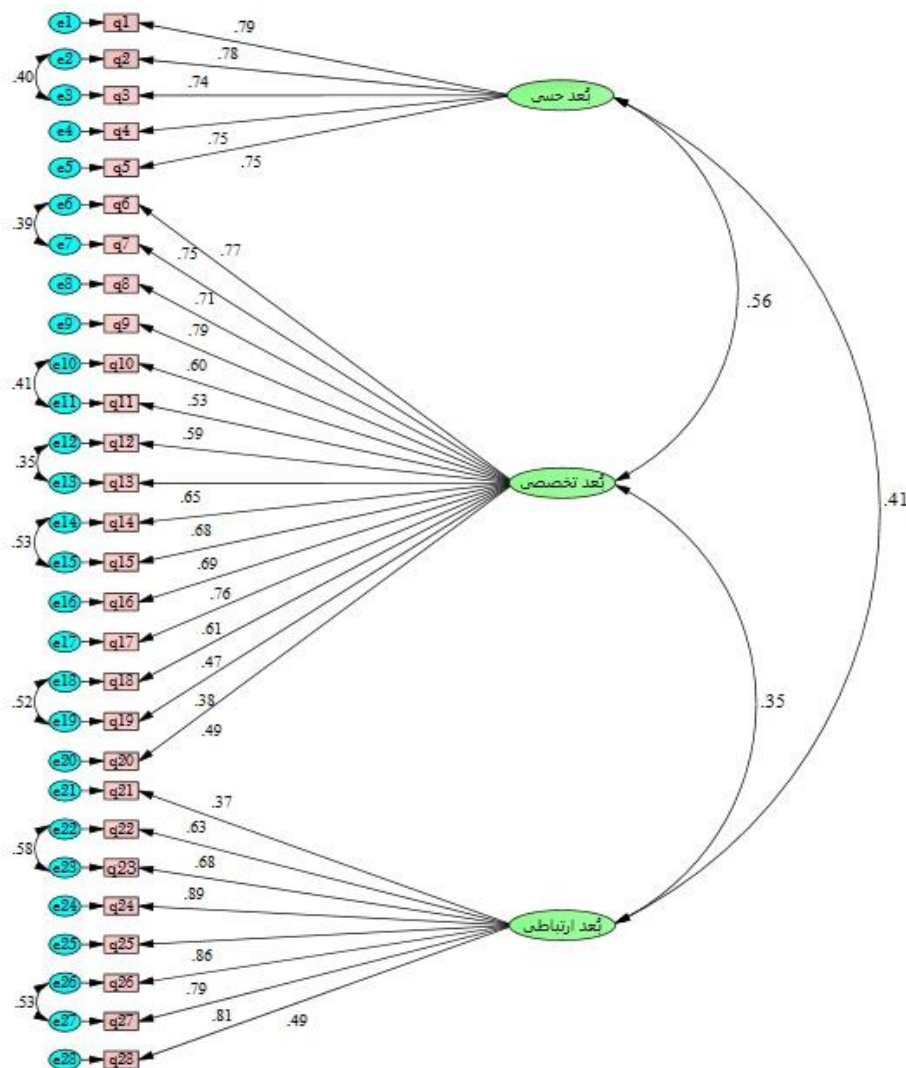 e1 q1 .79
e2 q2 .78
.40
e3 q3 .74
بُعد حسی
e4 q4 .75
e5 q5 .75
e6 q6 .77
.39
e7 q7 .75
e8 q8 .71
.56
e9 q9 .79
e10 q10 .60
.41
e11 q11 .53
e12 q12 .59
.35
e13 q13
بُعد تخصصی
.65
.41
e14 q14 .68
.53
e15 q15 .69
e16 q16 .76
e17 q17 .61
e18 q18 .47
.52
e19 q19 .38
.35
e20 q20 .49
e21 q21 .37
e22 q22 .63
.58
e23 q23 .68
e24 q24 .89
بُعد ارتباطی
e25 q25 .86
e26 q26 .79
.53
e27 q27 .81
.49
e28 q28